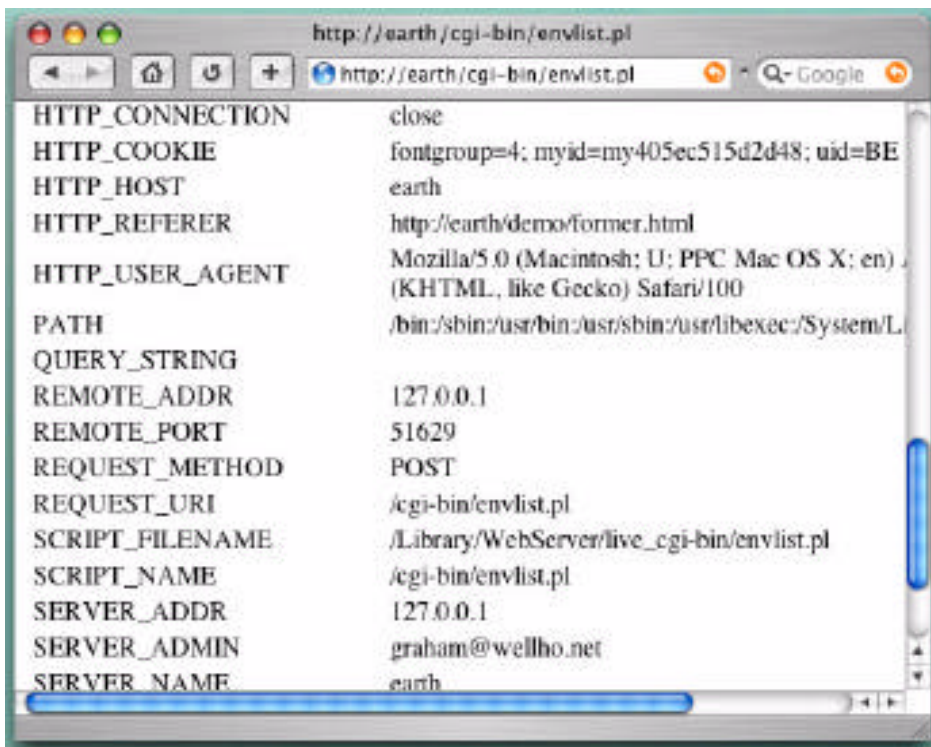 http://earth/cgi-bin/envlist.pl
http://earth/cgi-bin/envlist.pl Google
HTTP_CONNECTION close
HTTP_COOKIE fontgroup=4; myid=my405ec515d2d48; uid=BE
HTTP_HOST earth
HTTP_REFERER http://earth/demo/former.html
HTTP_USER_AGENT Mozilla/5.0 (Macintosh; U; PPC Mac OS X; en)
(KHTML, like Gecko) Safari/100
PATH /bin:/sbin:/usr/bin:/usr/sbin:/usr/libexec:/System/L
QUERY_STRING
REMOTE_ADDR 127.0.0.1
REMOTE_PORT 51629
REQUEST_METHOD POST
REQUEST_URI /cgi-bin/envlist.pl
SCRIPT_FILENAME /Library/WebServer/live_cgi-bin/envlist.pl
SCRIPT_NAME /cgi-bin/envlist.pl
SERVER_ADDR 127.0.0.1
SERVER_ADMIN graham@wellho.net
SERVER_NAME earth